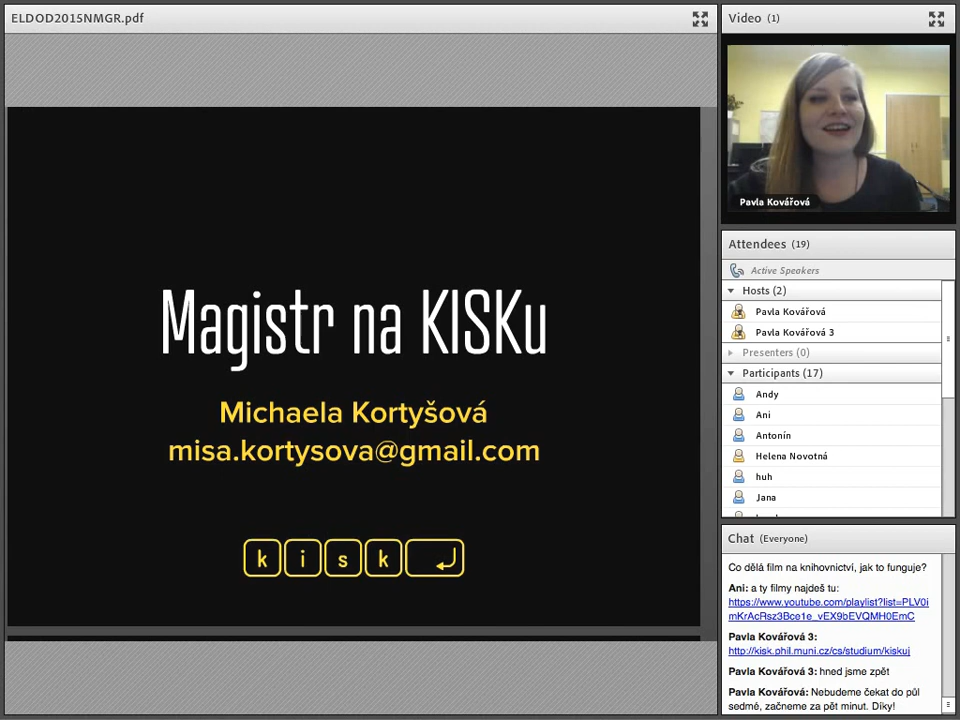 ELDOD2015NMGR.pdf
Magistr na KISKu
Michaela Kortyšová
misa.kortysova@gmail.com
k i s k
Video (1)
Pavla Kovářová
Attendees (19)
Active Speakers
Hosts (2)
Pavla Kovářová
Pavla Kovářová 3
Presenters (0)
Participants (17)
Andy
Ani
Antonín
Helena Novotná
huh
Jana
Chat (Everyone)
Co dělá film na knihovnictví, jak to funguje?
Ani: a ty filmy najdeš tu:
https://www.youtube.com/playlist?list=PLV0i
mKrAcRsz3Bce1e_vEX9bEVQMH0EmC
Pavla Kovářová 3:
http://kisk.phil.muni.cz/cs/studium/kiskuj
Pavla Kovářová 3: hned jsme zpět
Pavla Kovářová: Nebudeme čekat do půl
sedmé, začneme za pět minut. Díky!